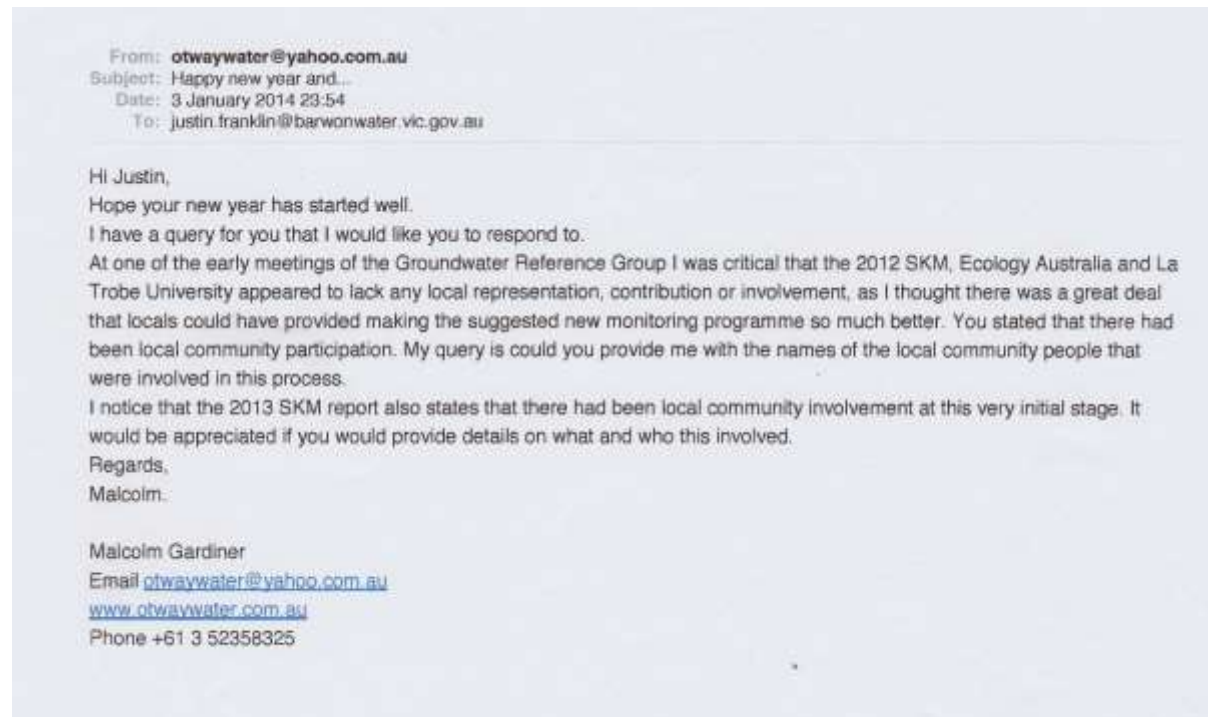 From: otwaywater@yahoo.com.au
Subject: Happy new year and...
Date: 3 January 2014 23:54
To: justin.franklin@barwonwater.vic.gov.au
Hi Justin,
Hope your new year has started well.
I have a query for you that I would like you to respond to.
At one of the early meetings of the Groundwater Reference Group I was critical that the 2012 SKM, Ecology Australia and La
Trobe University appeared to lack any local representation, contribution or involvement, as I thought there was a great deal
that locals could have provided making the suggested new monitoring programme so much better. You stated that there had
been local community participation. My query is could you provide me with the names of the local community people that
were involved in this process.
I notice that the 2013 SKM report also states that there had been local community involvement at this very initial stage. It
would be appreciated if you would provide details on what and who this involved.
Regards,
Malcolm.
Malcolm Gardiner
Email otwaywater@yahoo.com.au
www.otwaywater.com.au
Phone +61 3 52358325